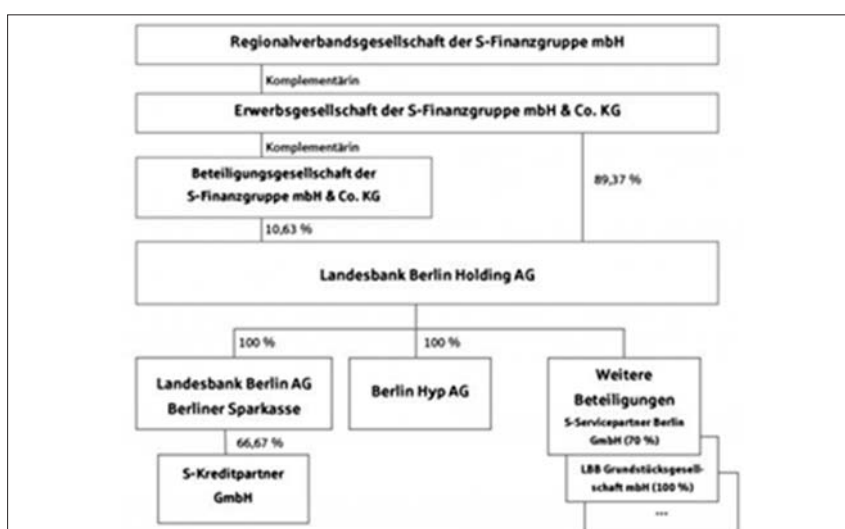 Regionalverbandsgesellschaft der S-Finanzgruppe mbH
Komplementärin
Erwerbsgesellschaft der S-Finanzgruppe mbH & Co. KG
Komplementärin
Beteiligungsgesellschaft der
S-Finanzgruppe mbH & Co. KG
89,37 %
10,63 %
Landesbank Berlin Holding AG
100 %
100 %
Landesbank Berlin AG
Berliner Sparkasse
Berlin Hyp AG
Weitere
Beteiligungen
S-Servicepartner Berlin
GmbH (70 %)
66,67 %
S-Kreditpartner
GmbH
LBB Grundstücksgesell-
schaft mbH (100 %)
...